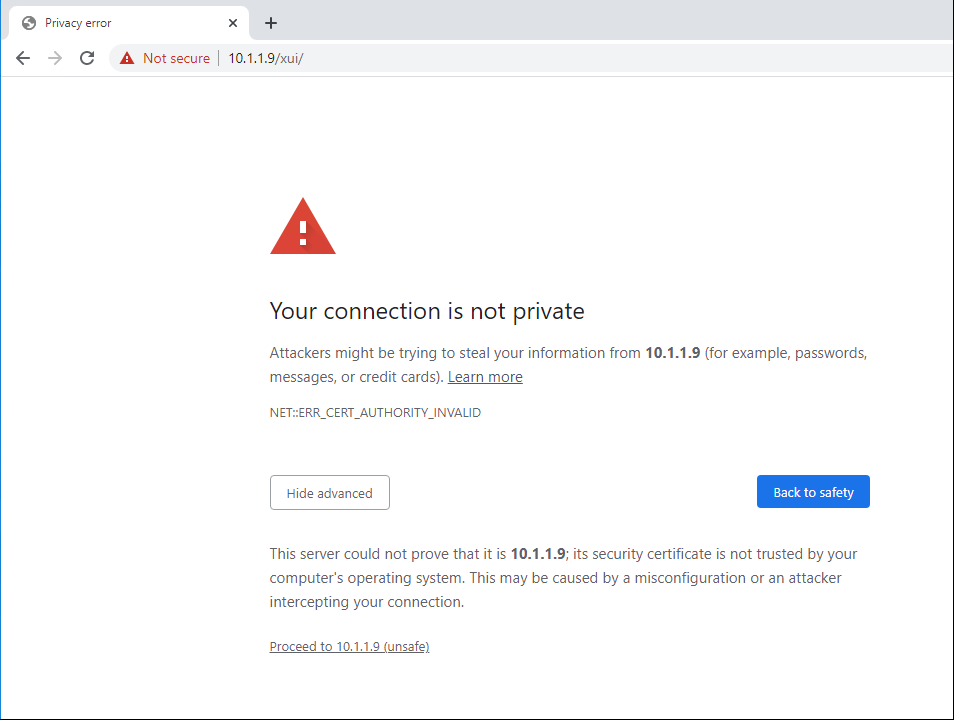 Privacy error
Not secure | 10.1.1.9/xui/
Your connection is not private
Attackers might be trying to steal your information from 10.1.1.9 (for example, passwords,
messages, or credit cards). Learn more
NET::ERR_CERT_AUTHORITY_INVALID
Hide advanced
Back to safety
This server could not prove that it is 10.1.1.9; its security certificate is not trusted by your
computer's operating system. This may be caused by a misconfiguration or an attacker
intercepting your connection.
Proceed to 10.1.1.9 (unsafe)